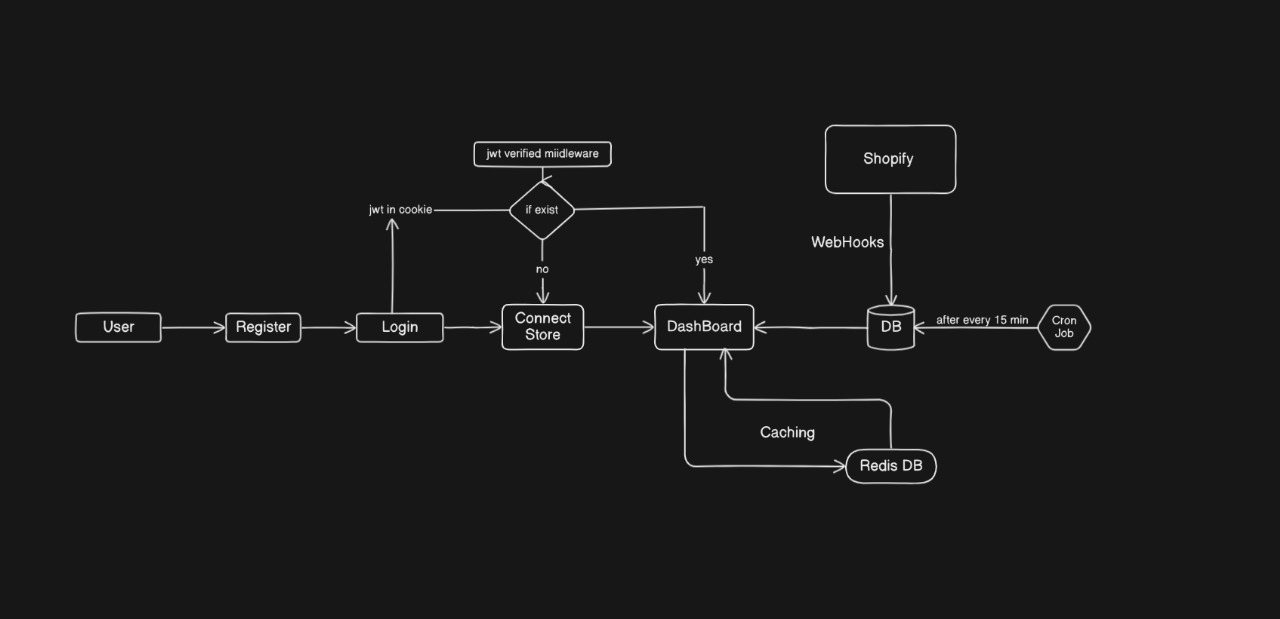 jwt verified miidleware
Shopify
jwt in cookie
if exist
WebHooks
yes
no
User
Register
Login
Connect
Store
DashBoard
DB
after every 15 min
Cron
Job
Caching
Redis DB